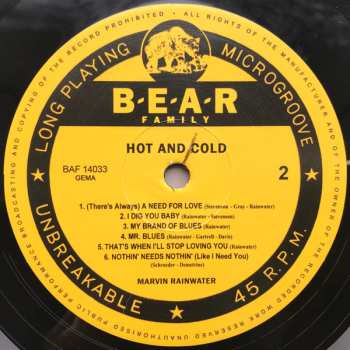 LONG PLAYING
MICROGROOVE
B·E·A·R
FAMILY
HOT AND COLD
BAF 14033
GEMA
2
1. (There's Always) A NEED FOR LOVE (Stevenson - Gray - Rainwater)
2. I DIG YOU BABY (Rainwater - Tatvensen)
3. MY BRAND OF BLUES (Rainwater)
4. MR. BLUES (Rainwater - Gartrell - Davis)
5. THAT'S WHEN I'LL STOP LOVING YOU (Rainwater)
6. NOTHIN' NEEDS NOTHIN' (Like I Need You)
(Schroeder - Demetrius)
MARVIN RAINWATER
UNBREAKABLE
45 R.P.M.
ALL RIGHTS OF THE MANUFACTURER AND OF THE OWNER OF THE RECORDED WORK RESERVED UNAUTHORISED PUBLIC PERFORMANCE BROADCASTING AND COPYING OF THE RECORD PROHIBITED